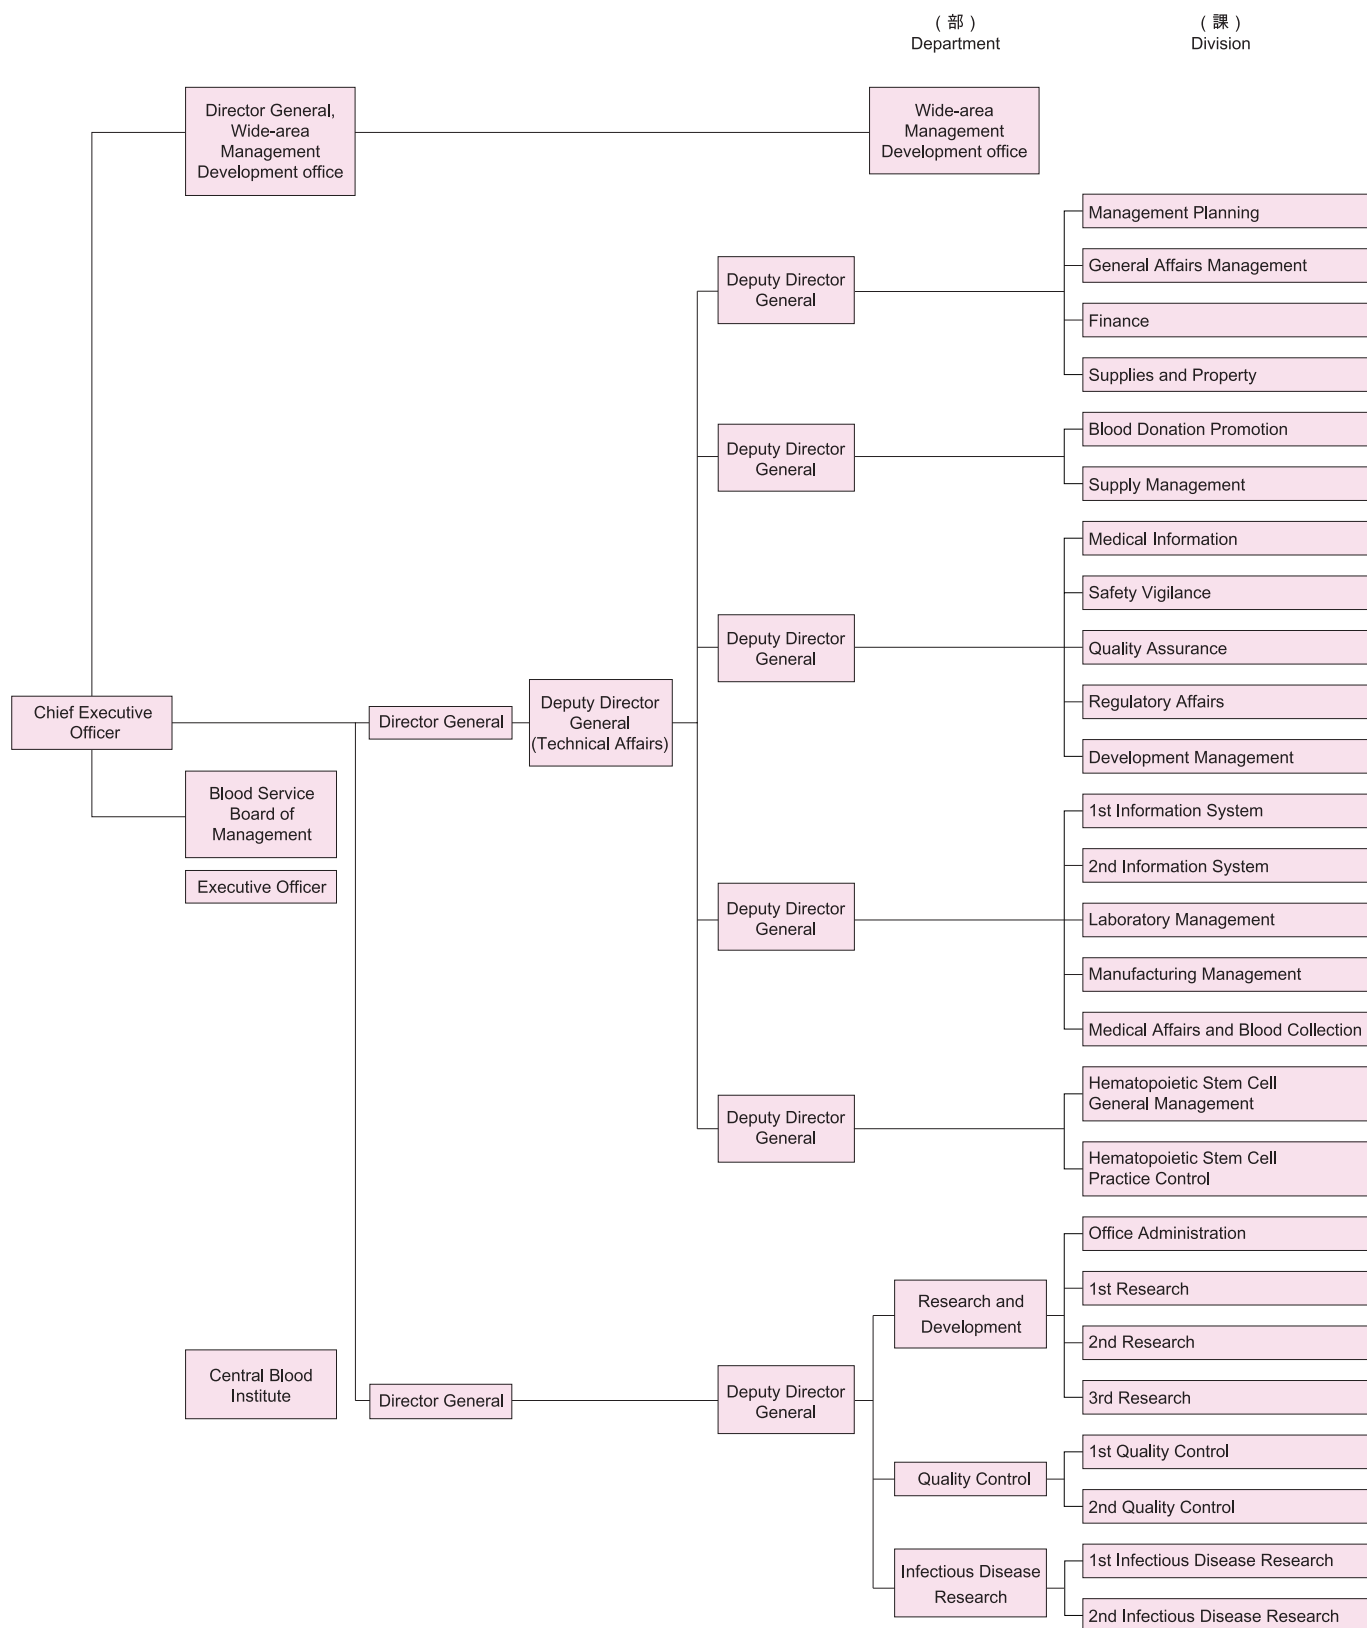 （部）
Department
（課）
Division
Director General,
Wide-area
Management
Development office
Wide-area
Management
Development office
Management Planning
General Affairs Management
Finance
Supplies and Property
Deputy Director
General
Blood Donation Promotion
Supply Management
Deputy Director
General
Medical Information
Safety Vigilance
Quality Assurance
Regulatory Affairs
Development Management
Deputy Director
General
Chief Executive
Officer
Director General
Deputy Director
General
(Technical Affairs)
Blood Service
Board of
Management
Executive Officer
1st Information System
2nd Information System
Laboratory Management
Manufacturing Management
Medical Affairs and Blood Collection
Deputy Director
General
Hematopoietic Stem Cell
General Management
Hematopoietic Stem Cell
Practice Control
Deputy Director
General
Central Blood
Institute
Director General
Deputy Director
General
Research and
Development
Office Administration
1st Research
2nd Research
3rd Research
Quality Control
1st Quality Control
2nd Quality Control
Infectious Disease
Research
1st Infectious Disease Research
2nd Infectious Disease Research